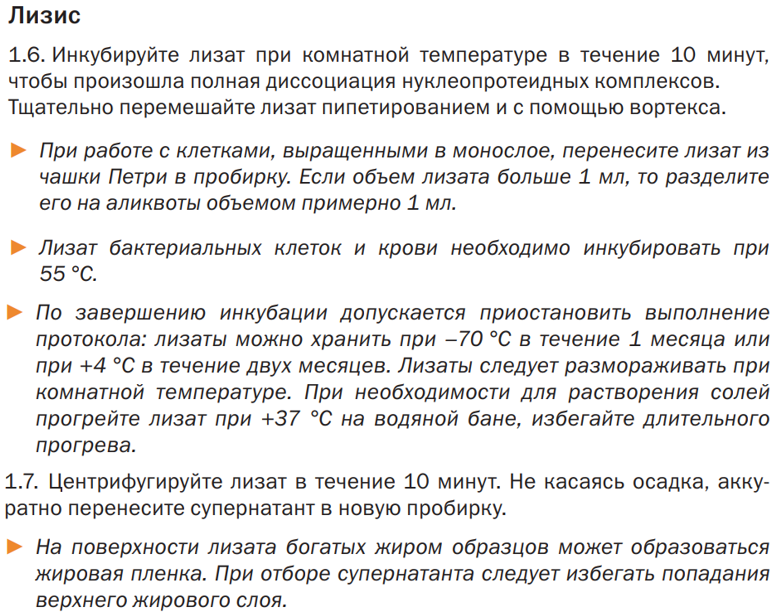 Лизис
1.6. Инкубируйте лизат при комнатной температуре в течение 10 минут,
чтобы произошла полная диссоциация нуклеопротеидных комплексов.
Тщательно перемешайте лизат пипетированием и с помощью вортекса.
► При работе с клетками, выращенными в монослое, перенесите лизат из
чашки Петри в пробирку. Если объем лизата больше 1 мл, то разделите
его на аликвоты объемом примерно 1 мл.
► Лизат бактериальных клеток и крови необходимо инкубировать при
55 °С.
► По завершению инкубации допускается приостановить выполнение
протокола: лизаты можно хранить при –70 °С в течение 1 месяца или
при +4 °С в течение двух месяцев. Лизаты следует размораживать при
комнатной температуре. При необходимости для растворения солей
прогрейте лизат при +37 °С на водяной бане, избегайте длительного
прогрева.
1.7. Центрифугируйте лизат в течение 10 минут. Не касаясь осадка, акку-
ратно перенесите супернатант в новую пробирку.
► На поверхности лизата богатых жиром образцов может образоваться
жировая пленка. При отборе супернатанта следует избегать попадания
верхнего жирового слоя.